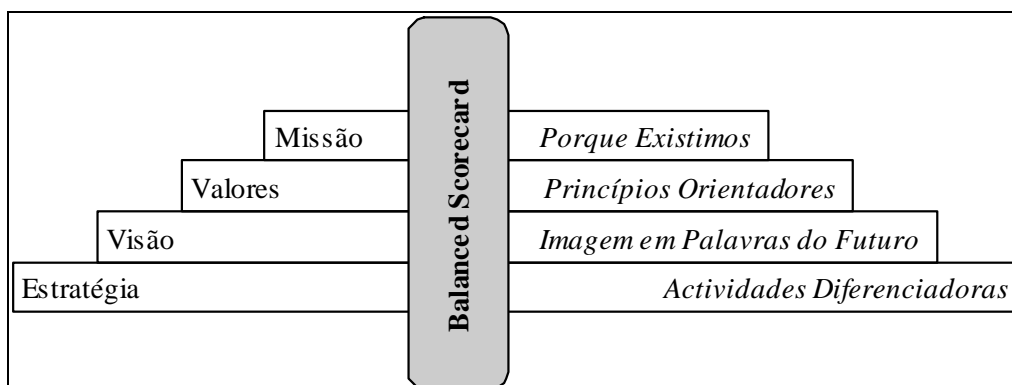 Balanced Scorecard
Missão
Porque Existimos
Valores
Princípios Orientadores
Visão
Imagem em Palavras do Futuro
Estratégia
Actividades Diferenciadoras